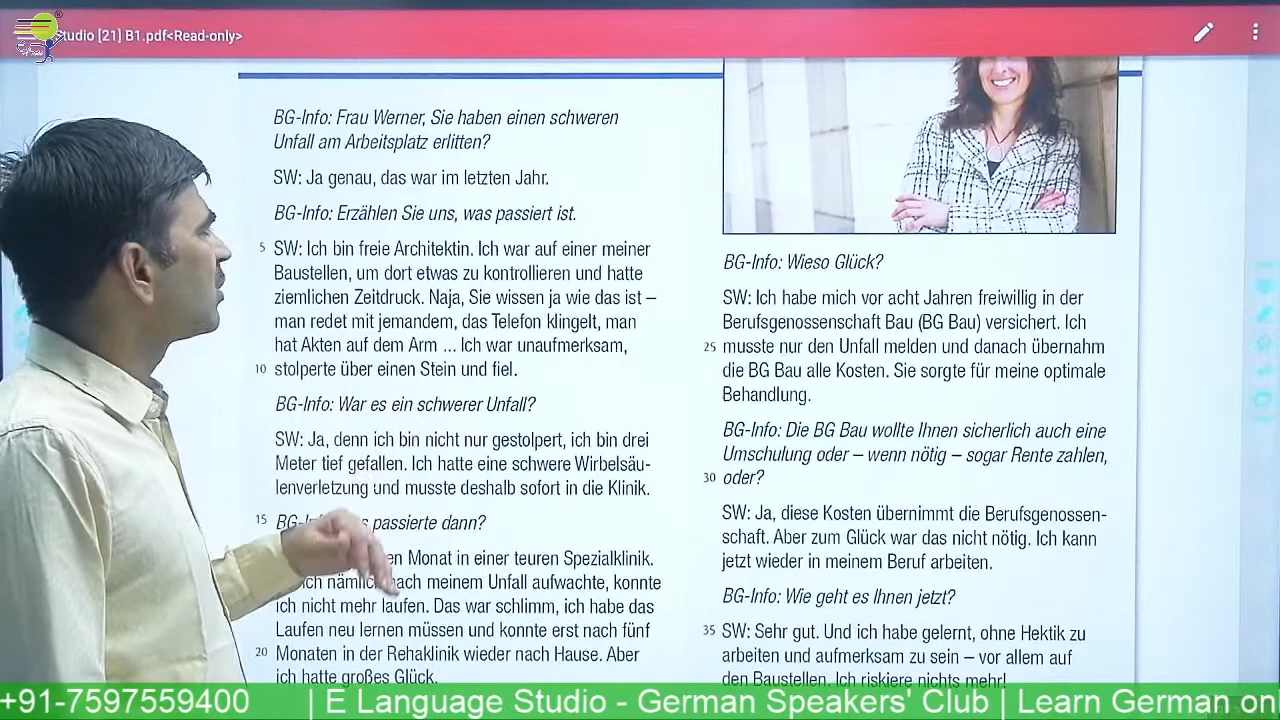 Studio [21] B1.pdf<Read-only>
BG-Info: Frau Werner, Sie haben einen schweren
Unfall am Arbeitsplatz erlitten?
SW: Ja genau, das war im letzten Jahr.
BG-Info: Erzählen Sie uns, was passiert ist.
5 SW: Ich bin freie Architektin. Ich war auf einer meiner
Baustellen, um dort etwas zu kontrollieren und hatte
ziemlichen Zeitdruck. Naja, Sie wissen ja wie das ist –
man redet mit jemandem, das Telefon klingelt, man
hat Akten auf dem Arm ... Ich war unaufmerksam,
10 stolperte über einen Stein und fiel.
BG-Info: War es ein schwerer Unfall?
SW: Ja, denn ich bin nicht nur gestolpert, ich bin drei
Meter tief gefallen. Ich hatte eine schwere Wirbelsäu-
lenverletzung und musste deshalb sofort in die Klinik.
15 passierte dann?
Monat in einer teuren Spezialklinik.
ich nämlich nach meinem Unfall aufwachte, konnte
ich nicht mehr laufen. Das war schlimm, ich habe das
Laufen neu lernen müssen und konnte erst nach fünf
20 Monaten in der Rehaklinik wieder nach Hause. Aber
ich hatte großes Glück.
BG-Info: Wieso Glück?
SW: Ich habe mich vor acht Jahren freiwillig in der
Berufsgenossenschaft Bau (BG Bau) versichert. Ich
25 musste nur den Unfall melden und danach übernahm
die BG Bau alle Kosten. Sie sorgte für meine optimale
Behandlung.
BG-Info: Die BG Bau wollte Ihnen sicherlich auch eine
Umschulung oder – wenn nötig – sogar Rente zahlen,
30 oder?
SW: Ja, diese Kosten übernimmt die Berufsgenossen-
schaft. Aber zum Glück war das nicht nötig. Ich kann
jetzt wieder in meinem Beruf arbeiten.
BG-Info: Wie geht es Ihnen jetzt?
35 SW: Sehr gut. Und ich habe gelernt, ohne Hektik zu
arbeiten und aufmerksam zu sein – vor allem auf
den Baustellen. Ich riskiere nichts mehr!
+91-7597559400 | E Language Studio - German Speakers' Club | Learn German onl